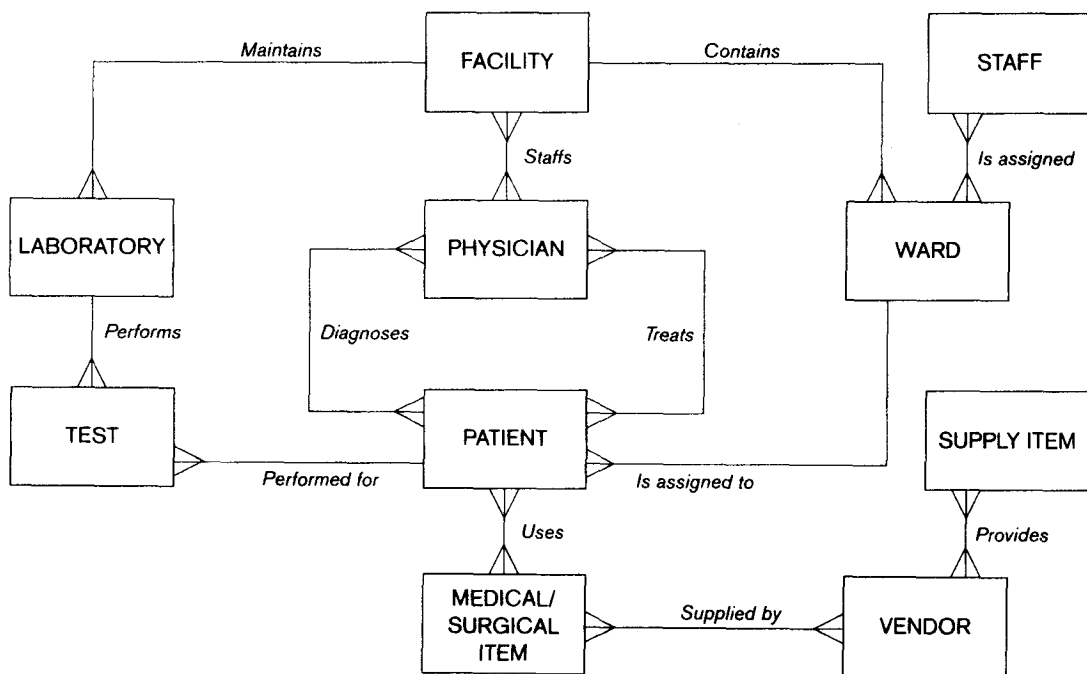 Maintains
FACILITY
Contains
STAFF
Staffs
Is assigned
LABORATORY
PHYSICIAN
WARD
Performs
Diagnoses
Treats
TEST
PATIENT
SUPPLY ITEM
Performed for
Is assigned to
Uses
Provides
MEDICAL/
SURGICAL
ITEM
Supplied by
VENDOR